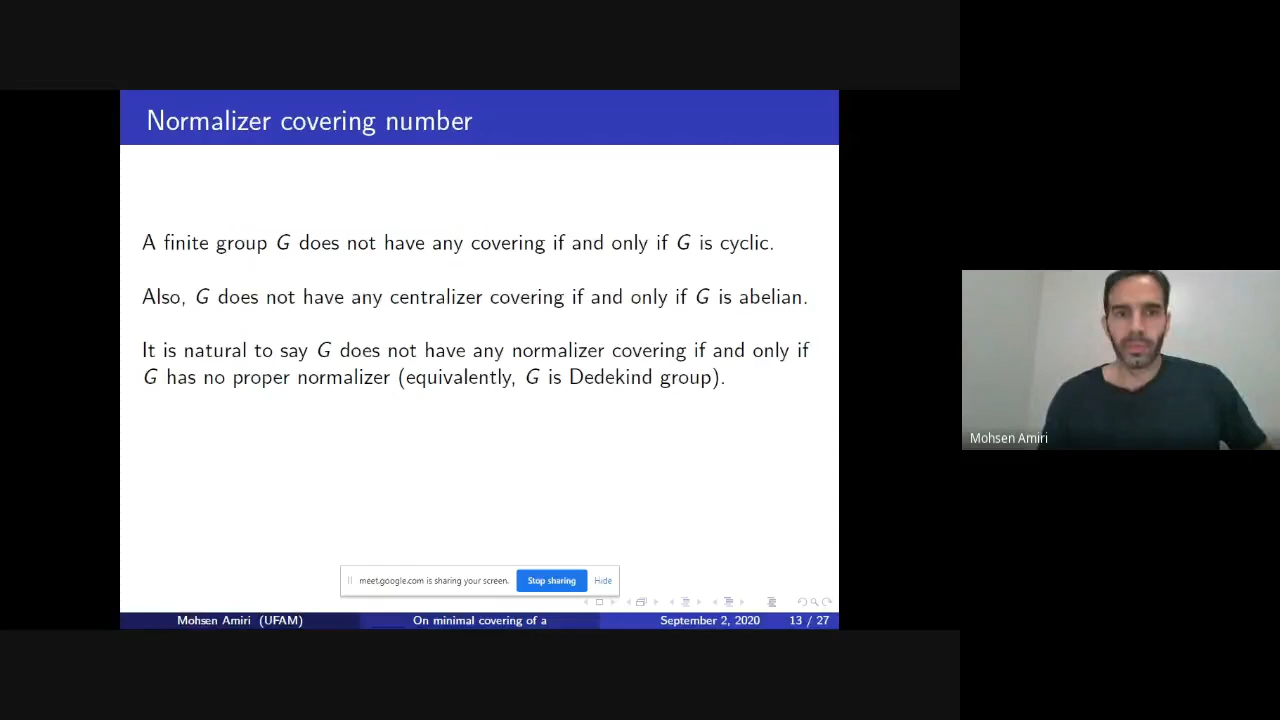 Normalizer covering number
A finite group G does not have any covering if and only if G is cyclic.
Also, G does not have any centralizer covering if and only if G is abelian.
It is natural to say G does not have any normalizer covering if and only if
G has no proper normalizer (equivalently, G is Dedekind group).
Mohsen Amiri
meet.google.com is sharing your screen.
Stop sharing
Hide
Mohsen Amiri (UFAM)
On minimal covering of a
September 2, 2020
13 / 27